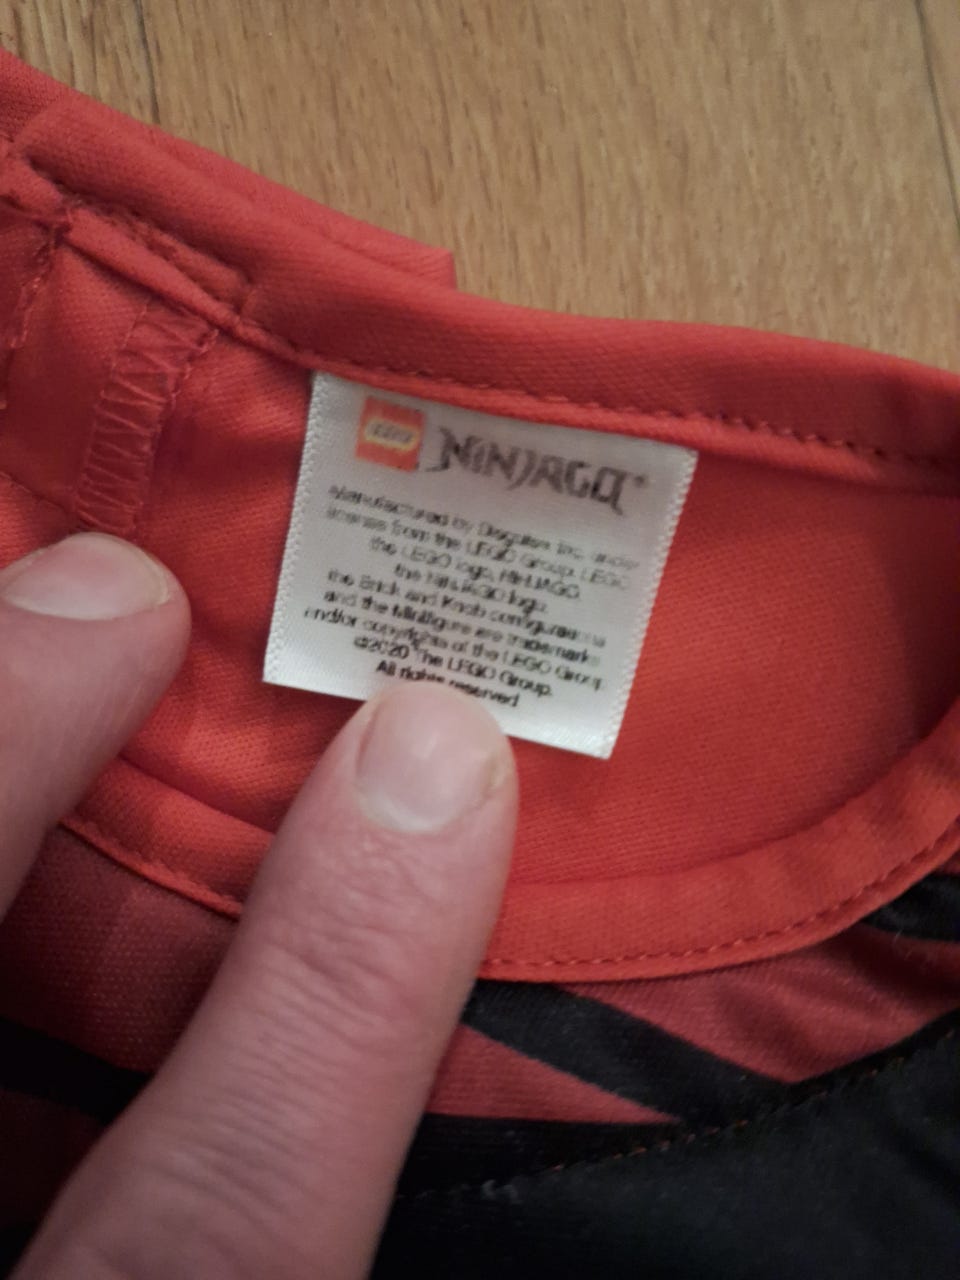 LEGO NINJAGO®
Manufactured by Disguise Inc. under
license from the LEGO Group. LEGO,
the LEGO logo, NINJAGO,
the NINJAGO logo,
the Brick and Knob configurations
and the Minifigure are trademarks
and/or copyrights of the LEGO Group.
©2020 The LEGO Group.
All rights reserved.